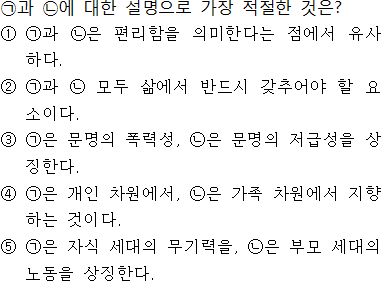 ㉠과 ㉡에 대한 설명으로 가장 적절한 것은?
① ㉠과 ㉡은 편리함을 의미한다는 점에서 유사
하다.
② ㉠과 ㉡ 모두 삶에서 반드시 갖추어야 할 요
소이다.
③ ㉠은 문명의 폭력성, ㉡은 문명의 저급성을 상
징한다.
④ ㉠은 개인 차원에서, ㉡은 가족 차원에서 지향
하는 것이다.
⑤ ㉠은 자식 세대의 무기력을, ㉡은 부모 세대의
노동을 상징한다.